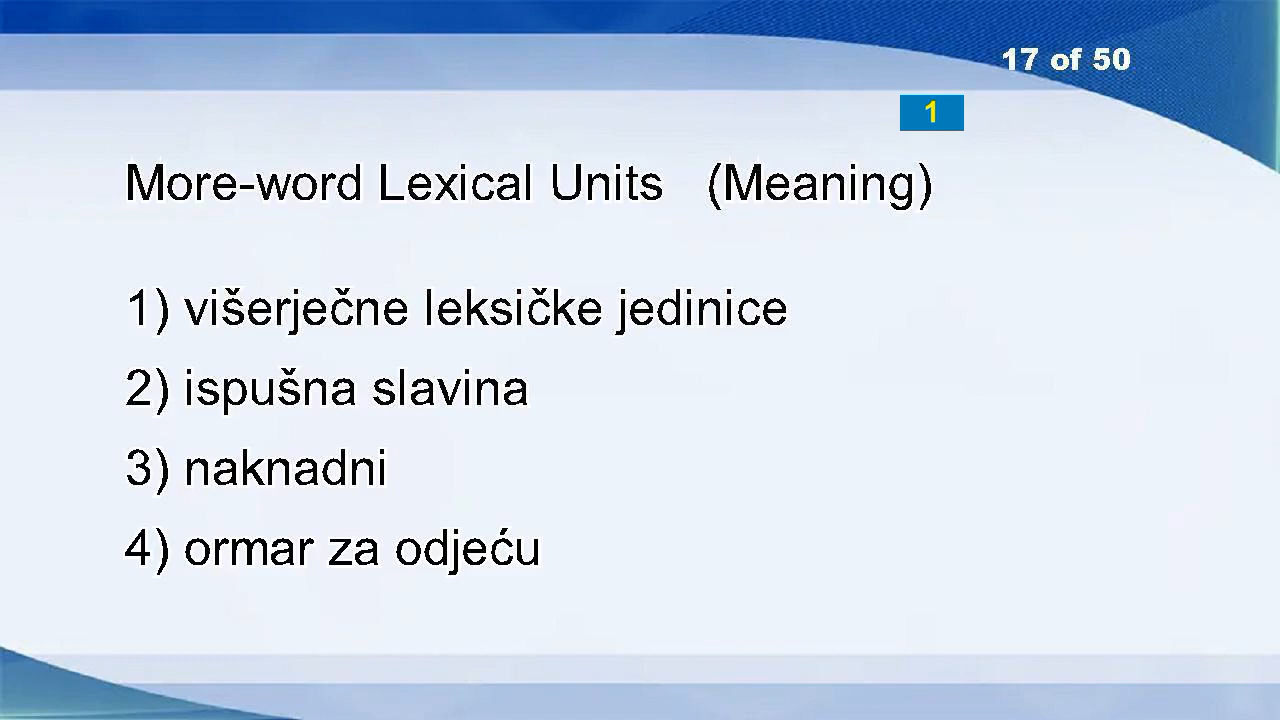 17 of 50
1
More-word Lexical Units (Meaning)
1) višerječne leksičke jedinice
2) ispušna slavina
3) naknadni
4) ormar za odjeću